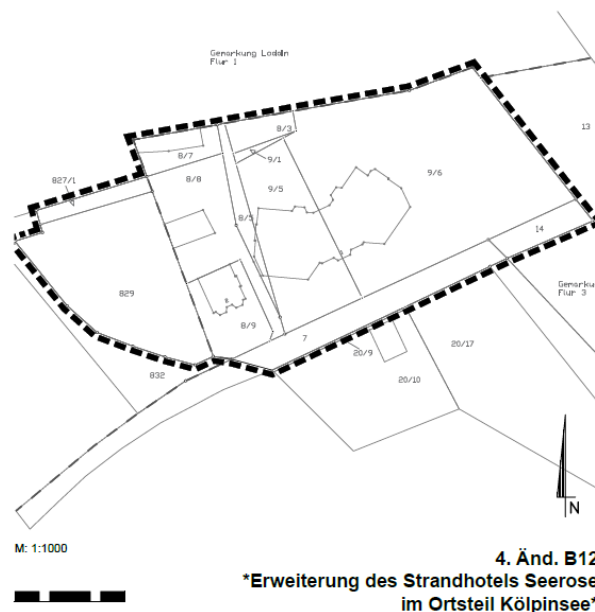 Gemarkung Loddin
Flur 1
13
8/3
8/7
9/1
827/1
8/8
9/6
9/5
8/5
14
829
Gemarku
Flur 3
8/9
7
20/9
20/17
832
20/10
N
M: 1:1000
4. Änd. B12
*Erweiterung des Strandhotels Seerose
im Ortsteil Kölpinsee*